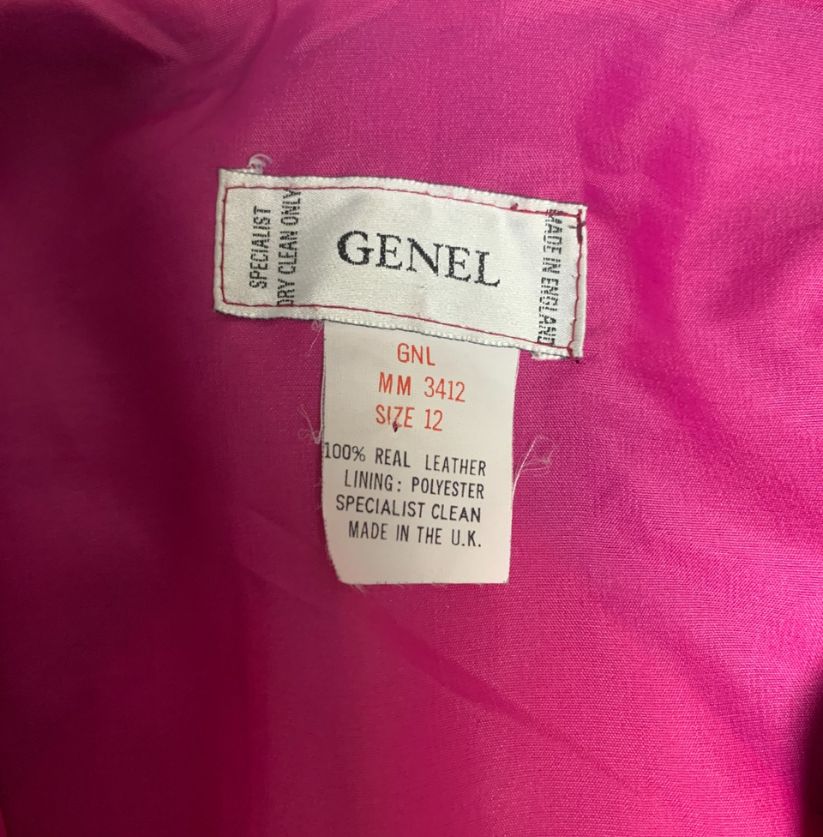 SPECIALIST
DRY CLEAN ONLY
GENEL
MADE IN ENGLAND
GNL
MM 3412
SIZE 12
100% REAL LEATHER
LINING: POLYESTER
SPECIALIST CLEAN
MADE IN THE U.K.